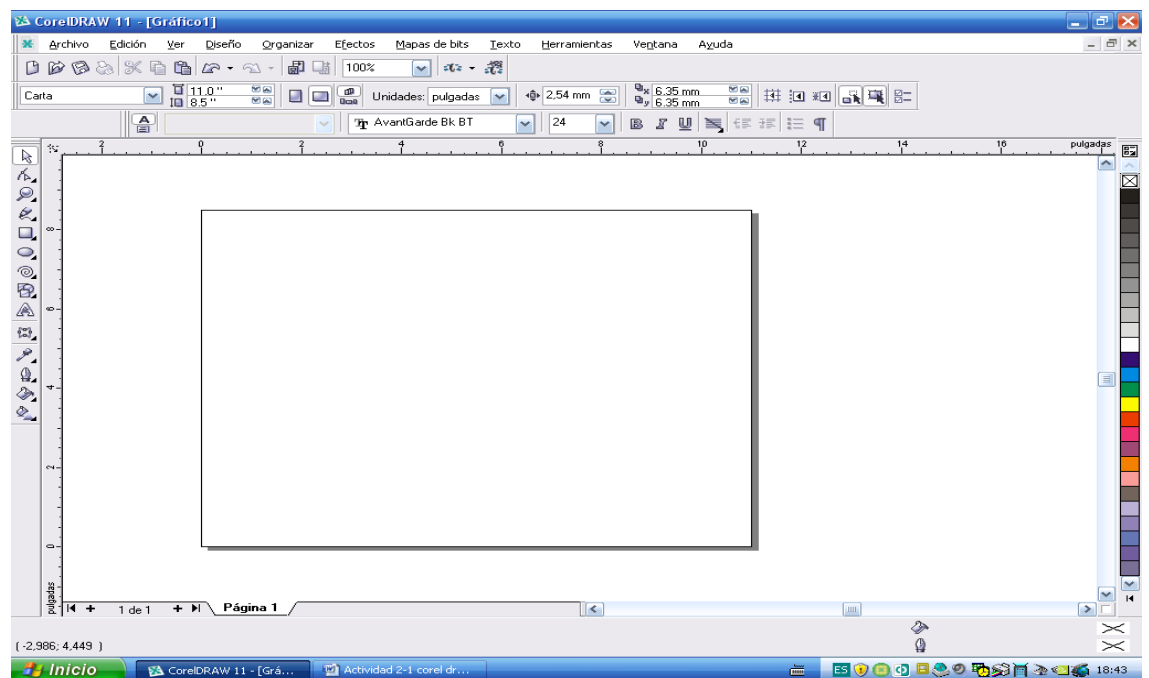 CorelDRAW 11 - [Gráfico1]
Archivo Edición Ver Diseño Organizar Efectos Mapas de bits Texto Herramientas Ventana Ayuda
100%
Carta 11.0 " 8.5 " Unidades: pulgadas 2,54 mm x 6.35 mm y 6.35 mm
A AvantGarde Bk BT 24 B I U
2 0 2 4 6 8 10 12 14 16 pulgadas
8
6
4
2
0
pulgadas
1 de 1 Página 1
( -2,986; 4,449 )
Inicio CorelDRAW 11 - [Grá... Actividad 2-1 corel dr... ES 18:43